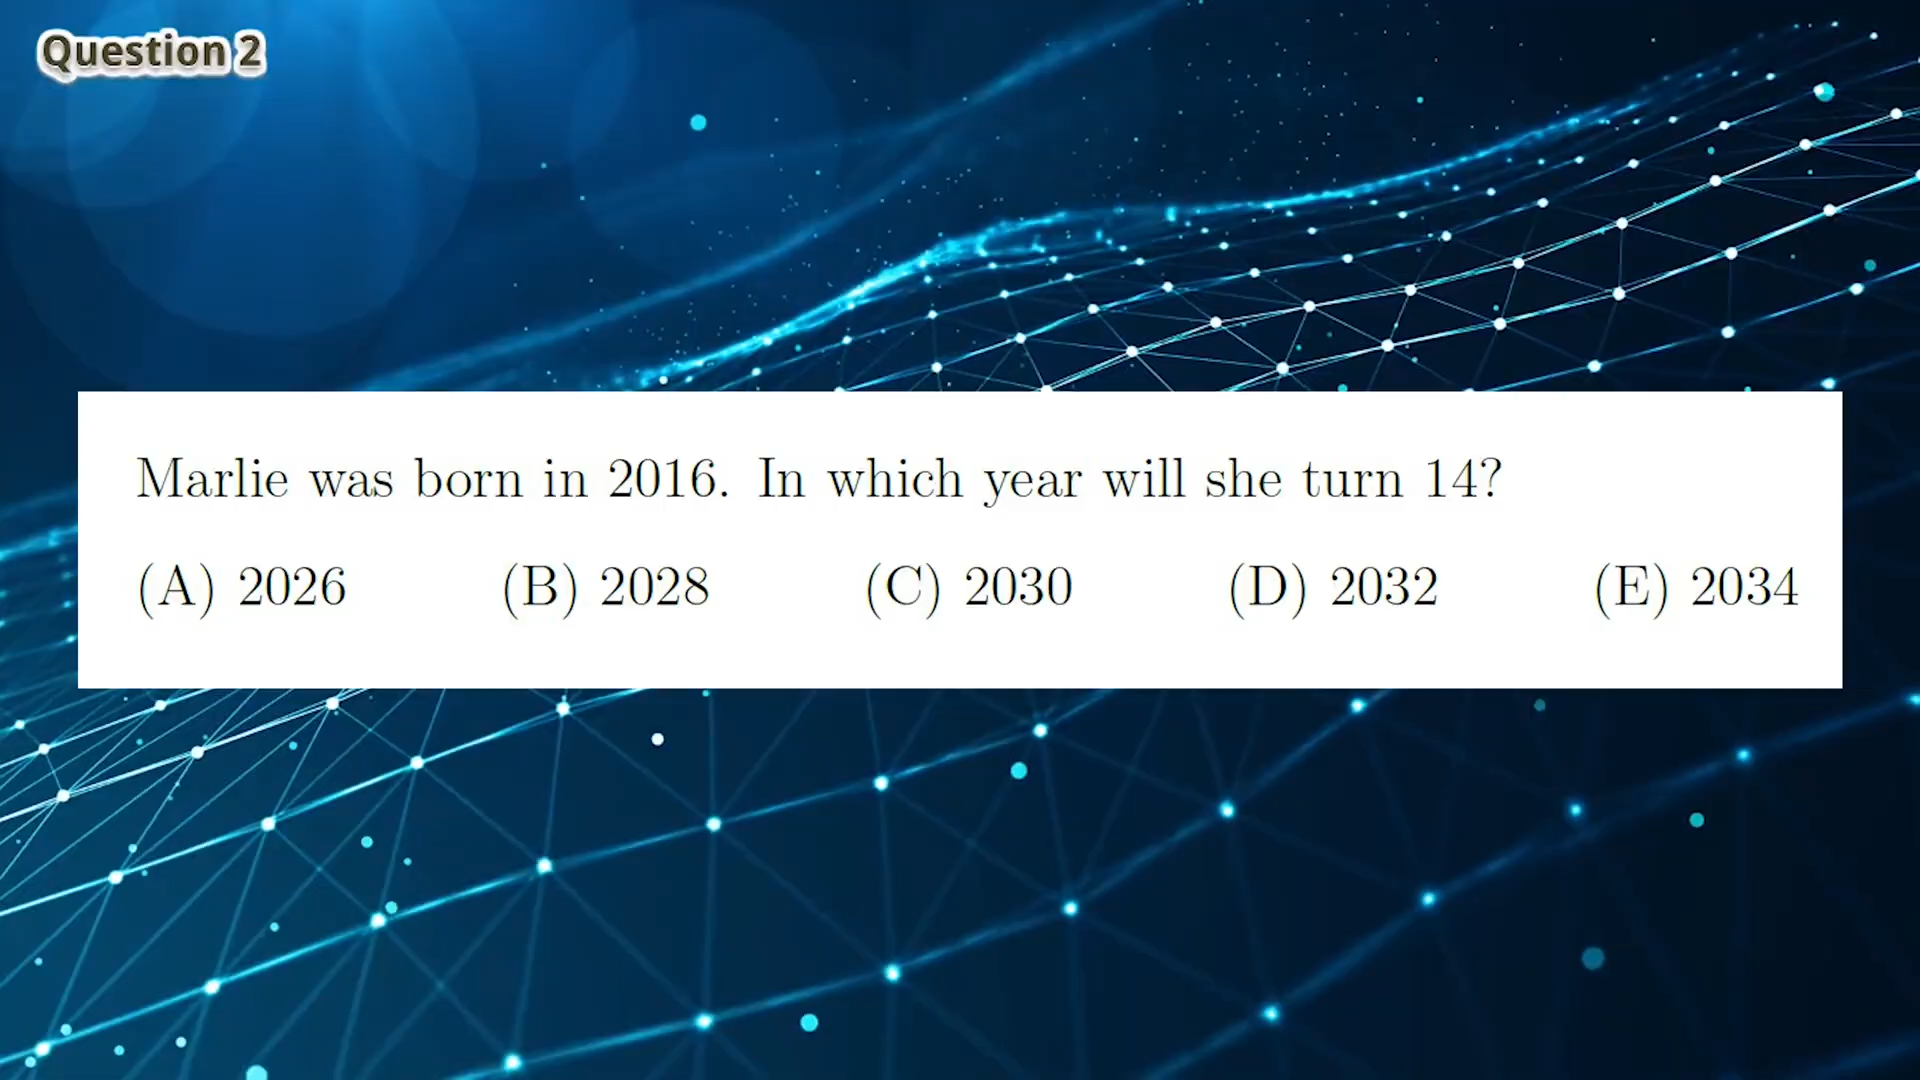 Question 2
Marlie was born in 2016. In which year will she turn 14?
(A) 2026 (B) 2028 (C) 2030 (D) 2032 (E) 2034